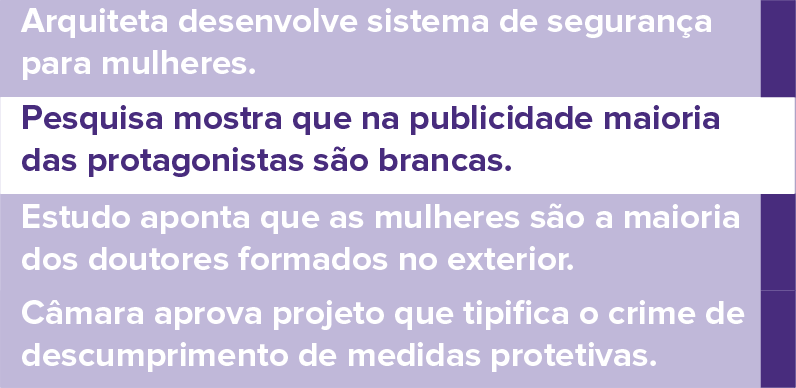 Arquiteta desenvolve sistema de segurança
para mulheres.
Pesquisa mostra que na publicidade maioria
das protagonistas são brancas.
Estudo aponta que as mulheres são a maioria
dos doutores formados no exterior.
Câmara aprova projeto que tipifica o crime de
descumprimento de medidas protetivas.